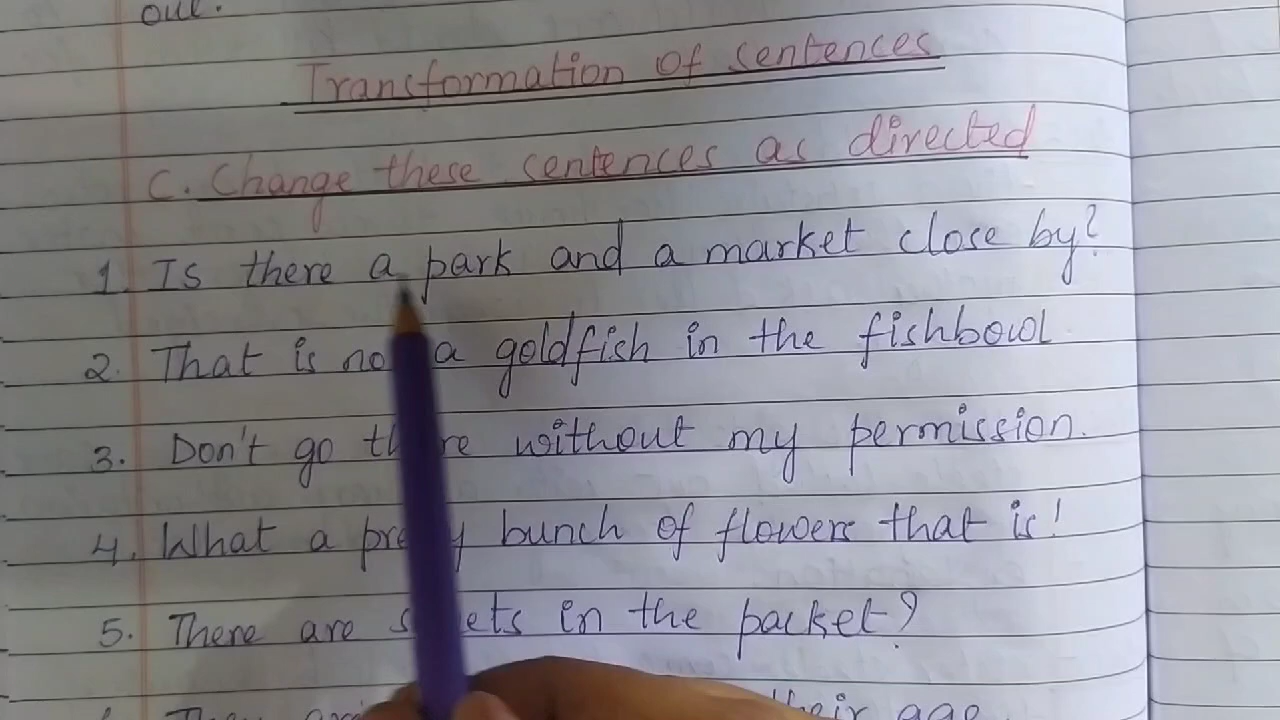 out.
Transformation of sentences
C. Change these sentences as directed
1. Is there a park and a market close by?
2. That is a goldfish in the fishbowl
3. Don't go without my permission.
4. What a bunch of flowers that is!
5. There are in the packet?
their age